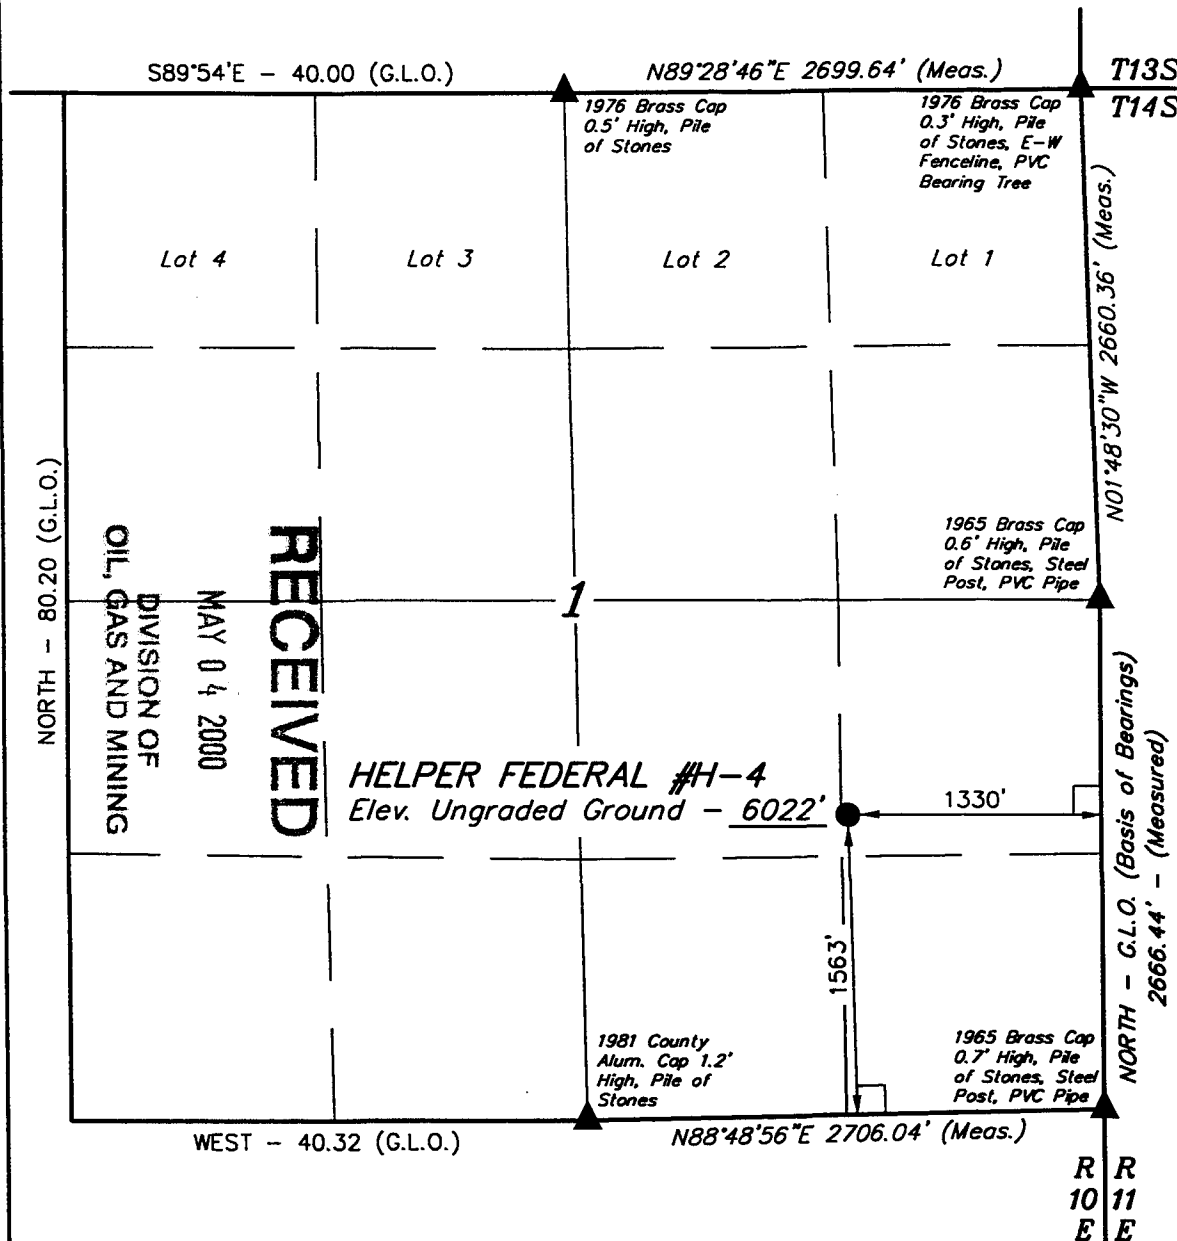 S89°54'E - 40.00 (G.L.O.)
N89°28'46"E 2699.64' (Meas.)
T13S
T14S
1976 Brass Cap
0.5' High, Pile
of Stones
1976 Brass Cap
0.3' High, Pile
of Stones, E-W
Fenceline, PVC
Bearing Tree
N01°48'30"W 2660.36' (Meas.)
Lot 4
Lot 3
Lot 2
Lot 1
NORTH - 80.20 (G.L.O.)
1965 Brass Cap
0.6' High, Pile
of Stones, Steel
Post, PVC Pipe
1
RECEIVED
MAY 04 2000
DIVISION OF
OIL, GAS AND MINING
HELPER FEDERAL #H-4
Elev. Ungraded Ground - 6022'
1330'
1563'
NORTH - G.L.O. (Basis of Bearings)
2666.44' - (Measured)
1981 County
Alum. Cap 1.2'
High, Pile of
Stones
1965 Brass Cap
0.7' High, Pile
of Stones, Steel
Post, PVC Pipe
WEST - 40.32 (G.L.O.)
N88°48'56"E 2706.04' (Meas.)
R R
10 11
E E